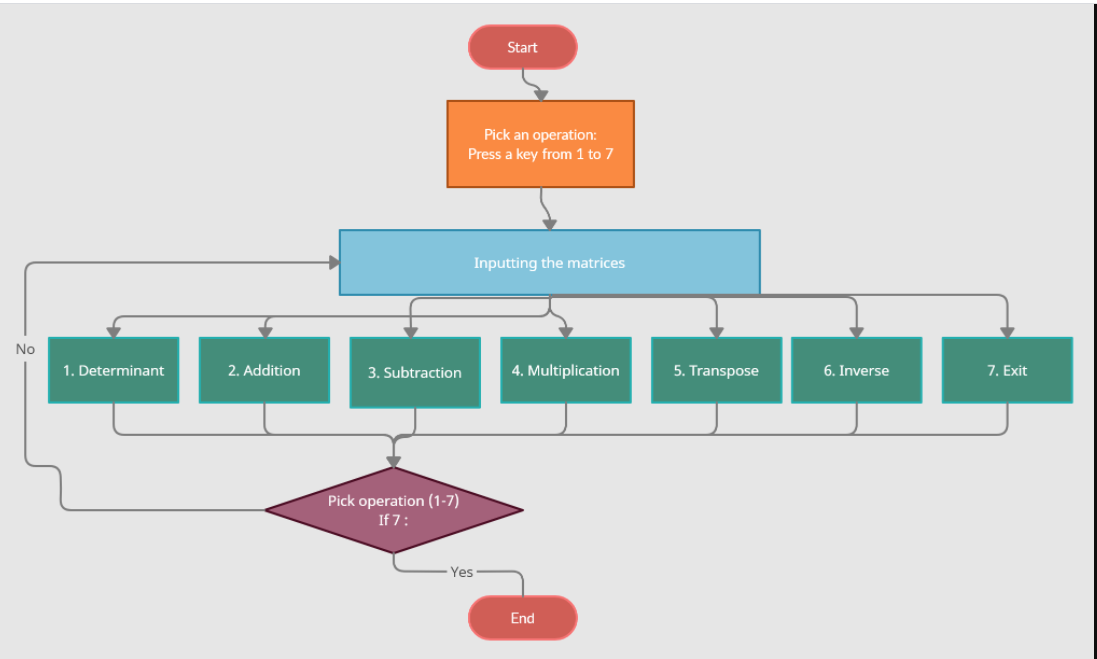 Start
Pick an operation:
Press a key from 1 to 7
Inputting the matrices
No
1. Determinant
2. Addition
3. Subtraction
4. Multiplication
5. Transpose
6. Inverse
7. Exit
Pick operation (1-7)
If 7 :
Yes
End